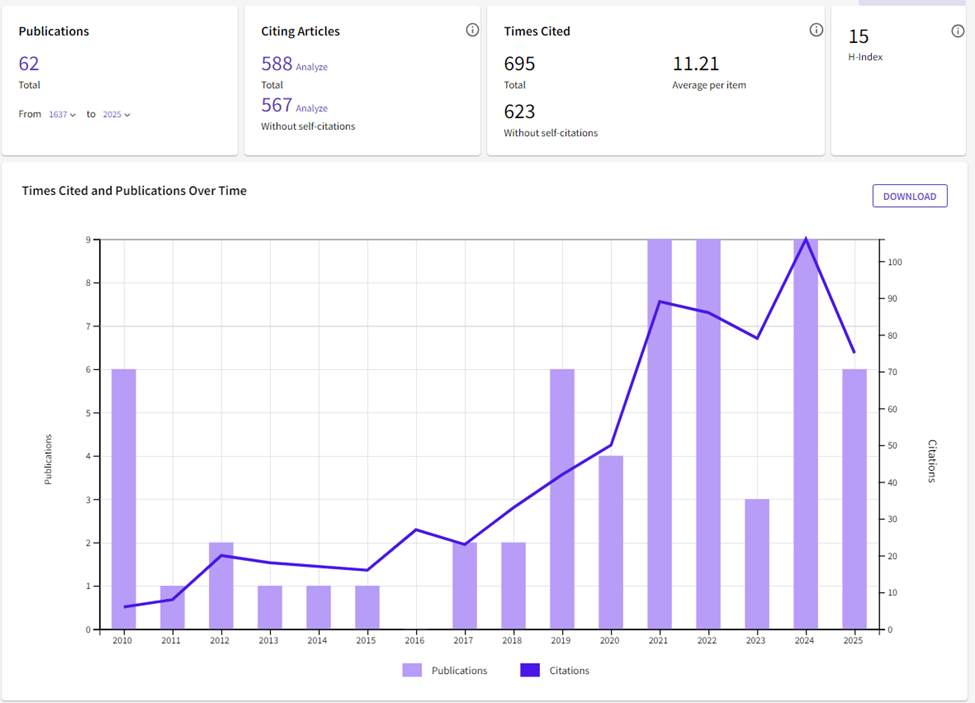 Publications
62
Total
From 1637 to 2025
Citing Articles
588 Analyze
Total
567 Analyze
Without self-citations
Times Cited
695
Total
623
Without self-citations
11.21
Average per item
15
H-Index
Times Cited and Publications Over Time
DOWNLOAD
9
8
7
6
5
4
3
2
1
0
Publications
100
90
80
70
60
50
40
30
20
10
0
Citations
2010 2011 2012 2013 2014 2015 2016 2017 2018 2019 2020 2021 2022 2023 2024 2025
Publications Citations